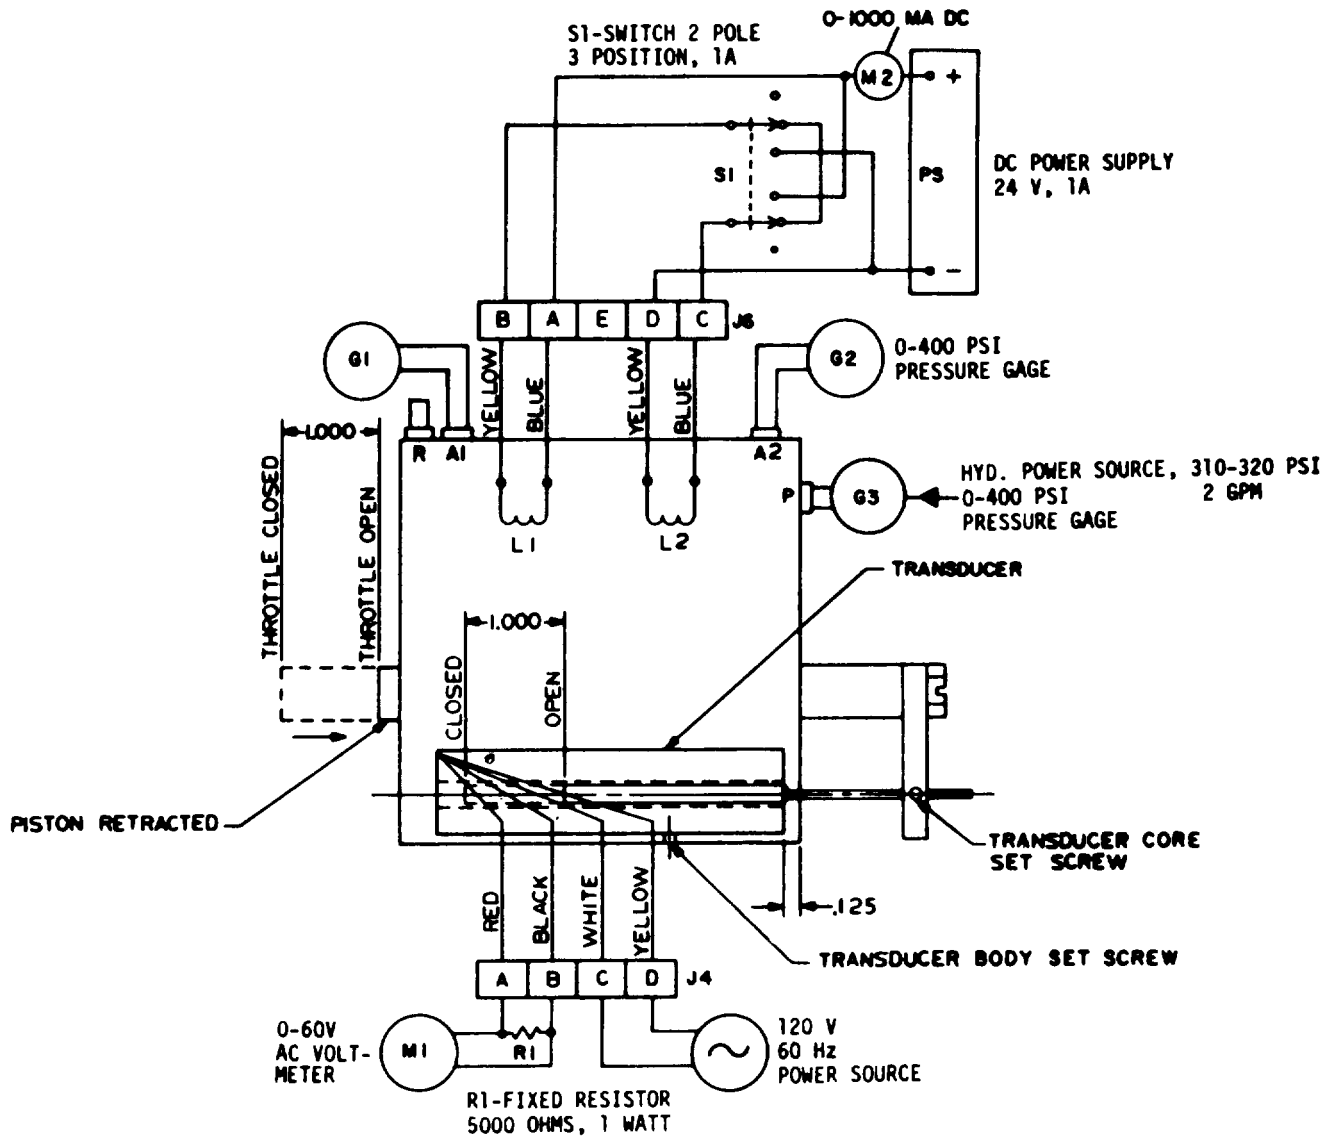 0-1000 MA DC
S1-SWITCH 2 POLE
3 POSITION, 1A
M2
+
S1
PS
DC POWER SUPPLY
24 V, 1A
-
B A E D C J6
G1
G2
0-400 PSI
PRESSURE GAGE
YELLOW
BLUE
YELLOW
BLUE
1.000
R A1
A2
THROTTLE CLOSED
THROTTLE OPEN
P
G3
HYD. POWER SOURCE, 310-320 PSI
0-400 PSI 2 GPM
PRESSURE GAGE
L1
L2
TRANSDUCER
1.000
CLOSED
OPEN
PISTON RETRACTED
TRANSDUCER CORE
SET SCREW
.125
RED
BLACK
WHITE
YELLOW
TRANSDUCER BODY SET SCREW
A B C D J4
0-60V
AC VOLT-
METER
M1
R1
120 V
60 Hz
POWER SOURCE
R1-FIXED RESISTOR
5000 OHMS, 1 WATT